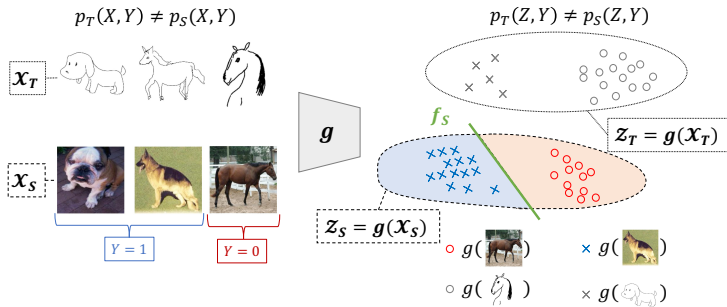 p_T(X, Y) ≠ p_S(X, Y)
p_T(Z, Y) ≠ p_S(Z, Y)
𝒳_T
f_S
g
𝒵_T = g(𝒳_T)
𝒳_S
𝒵_S = g(𝒳_S)
Y = 1
Y = 0
g( )
g( )
g( )
g( )